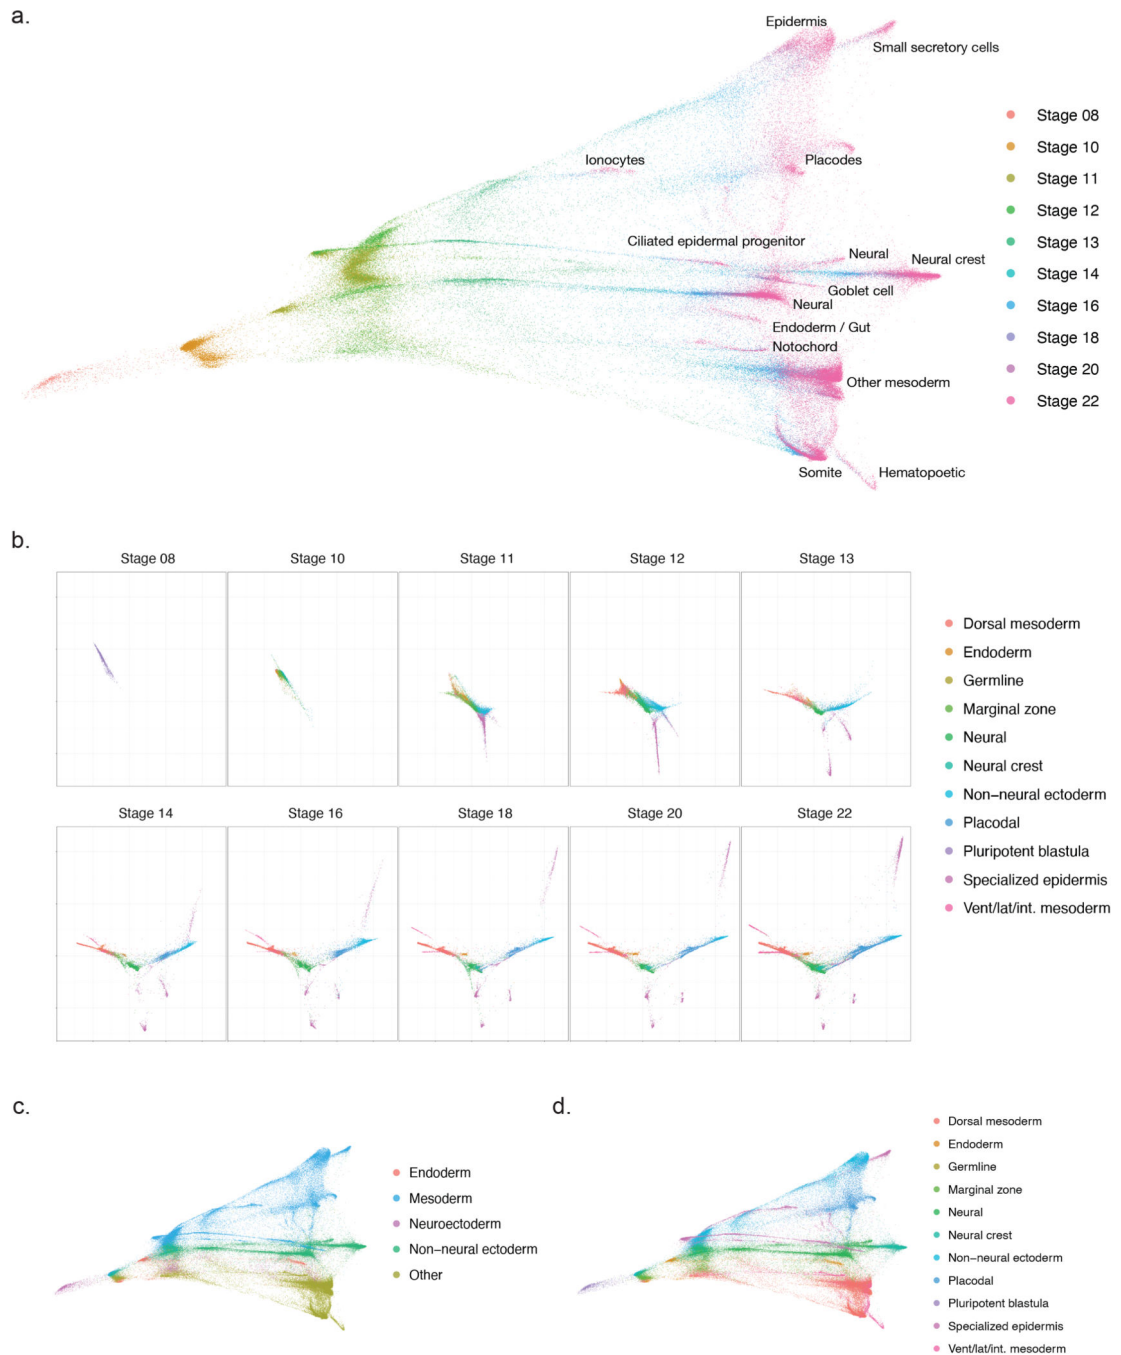 a.
Epidermis
Small secretory cells
Ionocytes
Placodes
Ciliated epidermal progenitor
Neural
Neural crest
Goblet cell
Neural
Endoderm / Gut
Notochord
Other mesoderm
Somite
Hematopoetic
Stage 08
Stage 10
Stage 11
Stage 12
Stage 13
Stage 14
Stage 16
Stage 18
Stage 20
Stage 22
b.
Stage 08
Stage 10
Stage 11
Stage 12
Stage 13
Stage 14
Stage 16
Stage 18
Stage 20
Stage 22
Dorsal mesoderm
Endoderm
Germline
Marginal zone
Neural
Neural crest
Non−neural ectoderm
Placodal
Pluripotent blastula
Specialized epidermis
Vent/lat/int. mesoderm
c.
Endoderm
Mesoderm
Neuroectoderm
Non−neural ectoderm
Other
d.
Dorsal mesoderm
Endoderm
Germline
Marginal zone
Neural
Neural crest
Non−neural ectoderm
Placodal
Pluripotent blastula
Specialized epidermis
Vent/lat/int. mesoderm